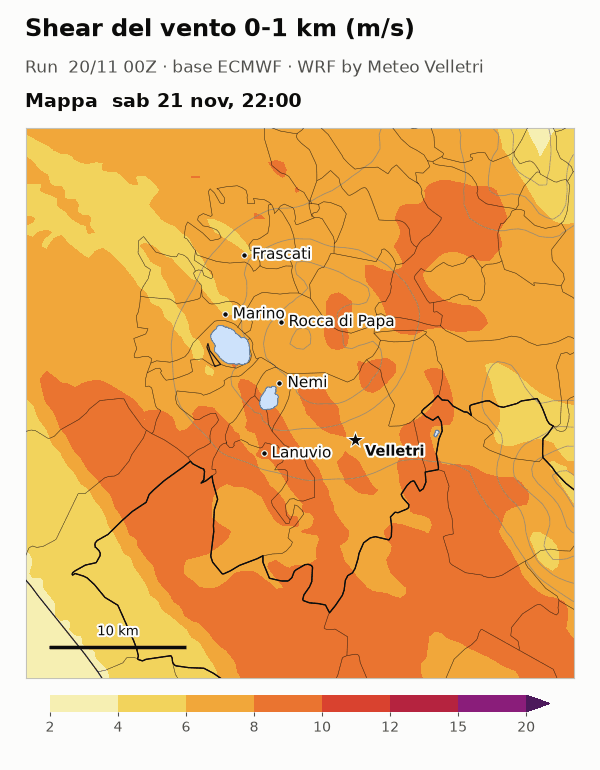 Shear del vento 0-1 km (m/s)
Run  20/11 00Z · base ECMWF · WRF by Meteo Velletri
Mappa  sab 21 nov, 22:00
Frascati
Marino
Rocca di Papa
Nemi
Velletri
Lanuvio
10 km
2 4 6 8 10 12 15 20